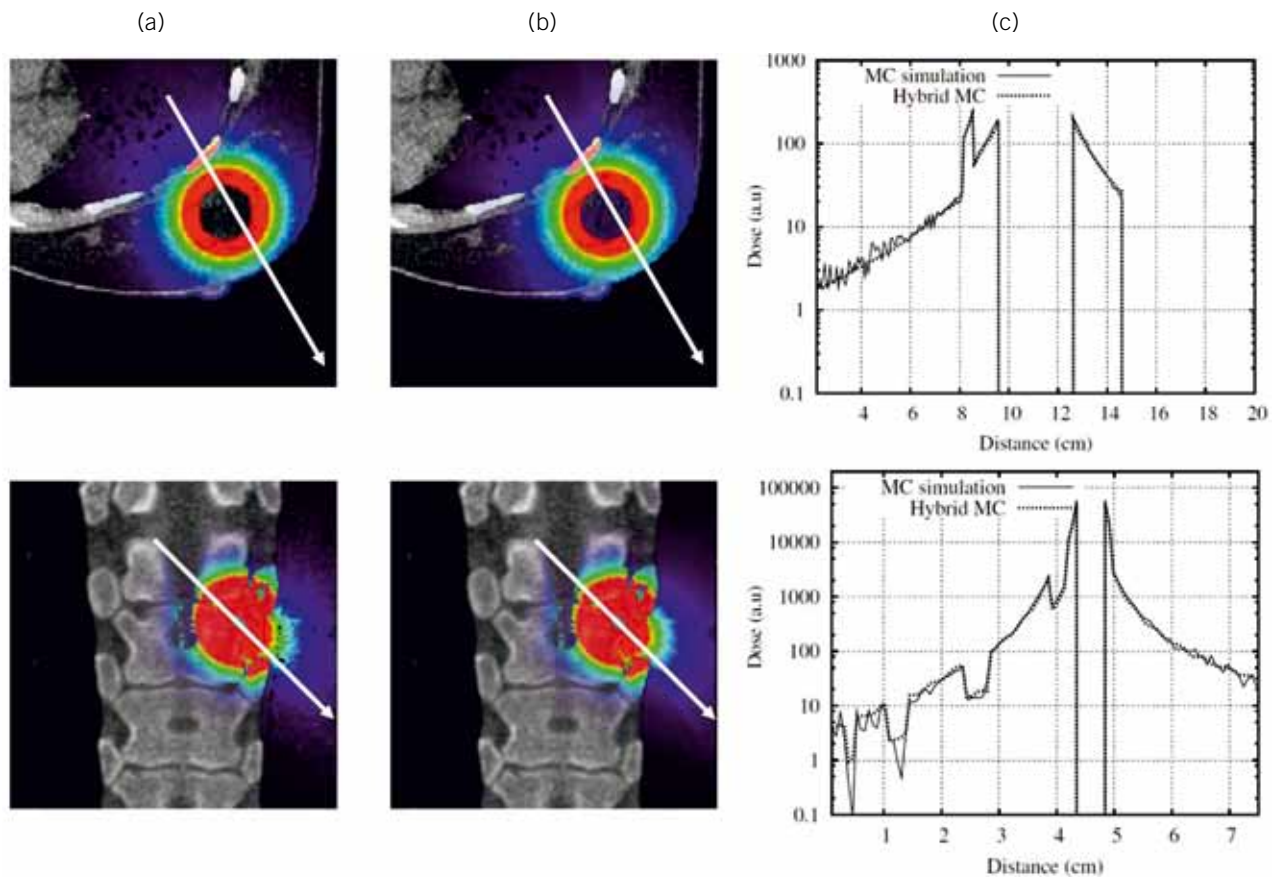 (a)
(b)
(c)
1000
100
10
1
0.1
Dose (a.u)
MC simulation
Hybrid MC
4 6 8 10 12 14 16 18 20
Distance (cm)
100000
10000
1000
100
10
1
0.1
Dose (a.u)
MC simulation
Hybrid MC
1 2 3 4 5 6 7
Distance (cm)